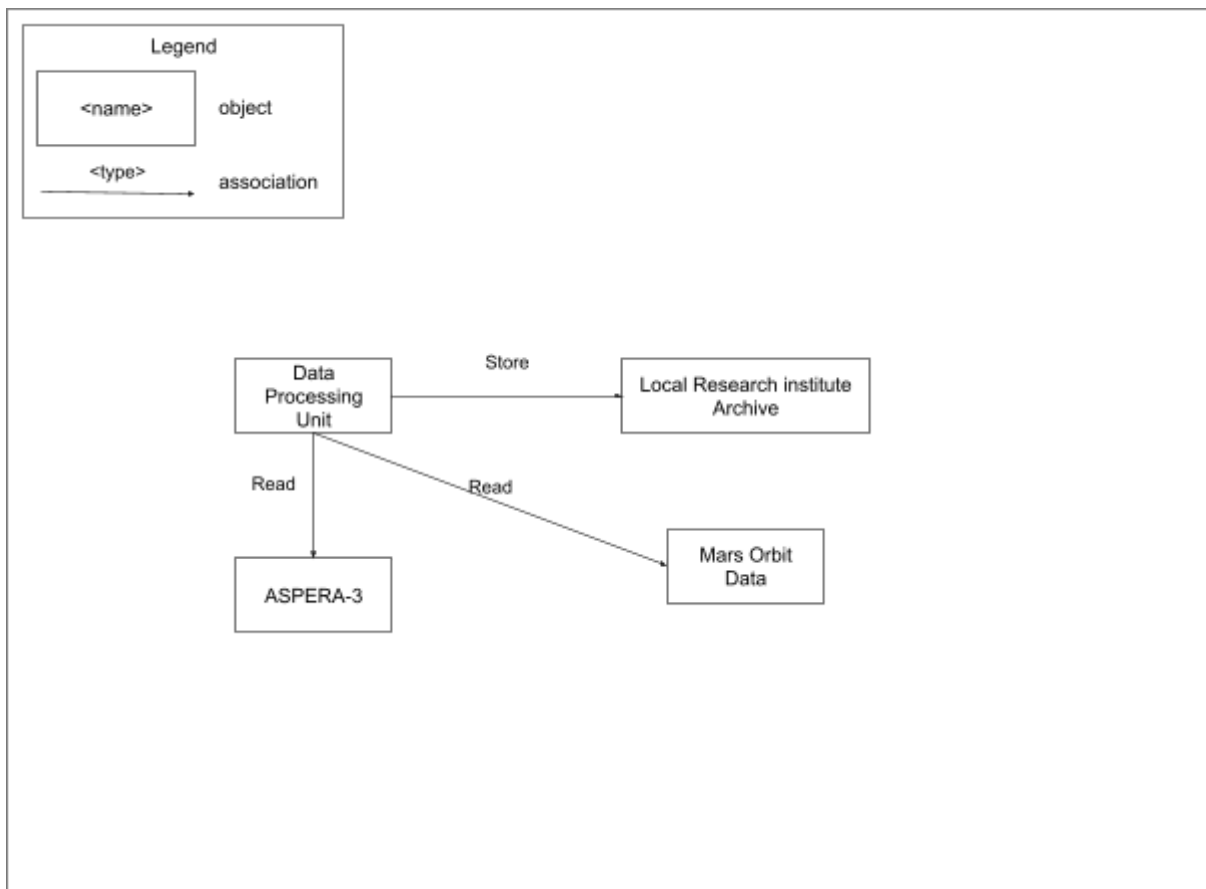 Legend
<name>
object
<type>
association
Data
Processing
Unit
Store
Local Research institute
Archive
Read
Read
Mars Orbit
Data
ASPERA-3